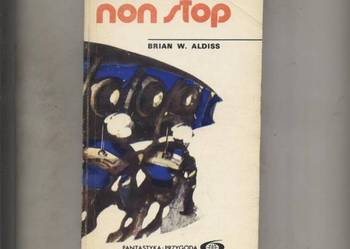 non stop
BRIAN W. ALDISS
FANTASTYKA-PRZYGODA